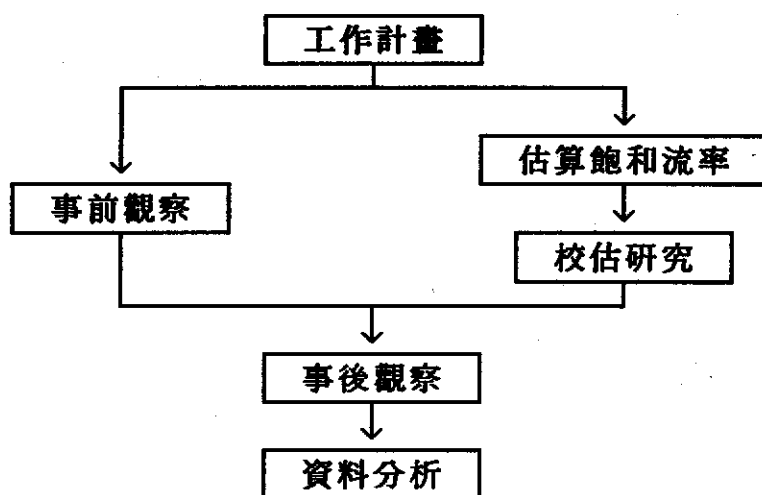 工作計畫
估算飽和流率
事前觀察
校估研究
事後觀察
資料分析